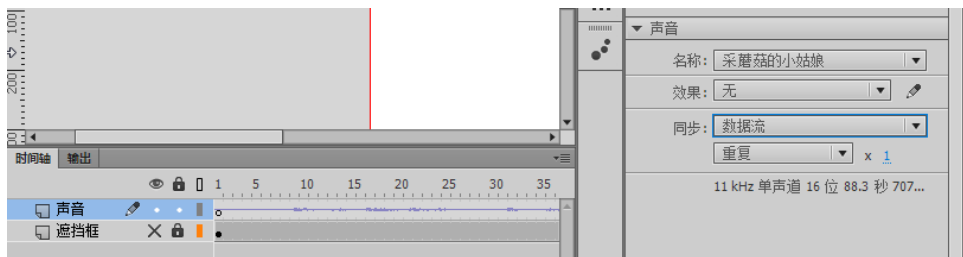 100
200
声音
名称: 采蘑菇的小姑娘
效果: 无
同步: 数据流
重复 x 1
11 kHz 单声道 16 位 88.3 秒 707...
时间轴 输出
1 5 10 15 20 25 30 35
声音
遮挡框